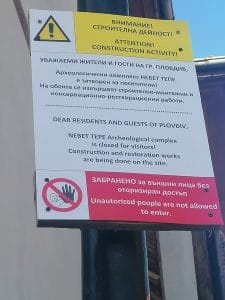 ВНИМАНИЕ!
СТРОИТЕЛНА ДЕЙНОСТ!
ATTENTION!
CONSTRUCTION ACTIVITY!
УВАЖАЕМИ ЖИТЕЛИ И ГОСТИ НА ГР. ПЛОВДИВ,
Археологически комплекс НЕБЕТ ТЕПЕ
е затворен за посетители!
На обекта се извършват строително-монтажни и
консервационно-реставрационни работи.
DEAR RESIDENTS AND GUESTS OF PLOVDIV,
NEBET TEPE Archeological complex
is closed for visitors!
Construction and restoration works
are being done on the site.
ЗАБРАНЕНО за външни лица без
оторизиран достъп
Unauthorized people are not allowed
to enter.